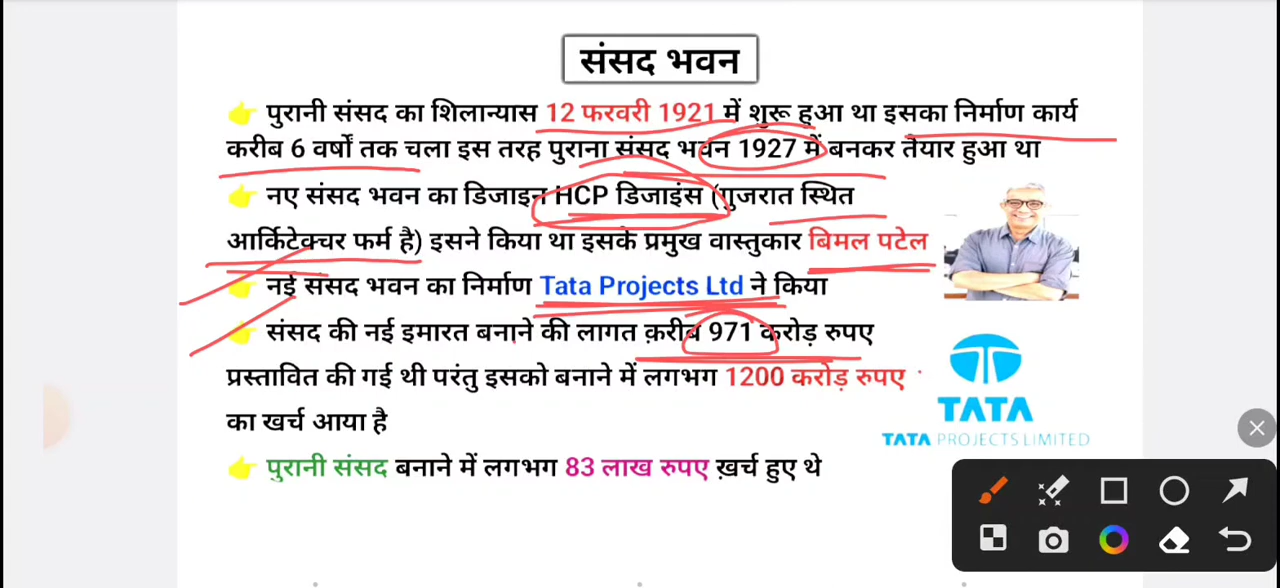 संसद भवन
👉 पुरानी संसद का शिलान्यास 12 फरवरी 1921 में शुरू हुआ था इसका निर्माण कार्य
करीब 6 वर्षों तक चला इस तरह पुराना संसद भवन 1927 में बनकर तैयार हुआ था
👉 नए संसद भवन का डिजाइन HCP डिजाइंस (गुजरात स्थित
आर्किटेक्चर फर्म है) इसने किया था इसके प्रमुख वास्तुकार बिमल पटेल
👉 नई संसद भवन का निर्माण Tata Projects Ltd ने किया
👉 संसद की नई इमारत बनाने की लागत क़रीब 971 करोड़ रुपए
प्रस्तावित की गई थी परंतु इसको बनाने में लगभग 1200 करोड़ रुपए
का खर्च आया है
👉 पुरानी संसद बनाने में लगभग 83 लाख रुपए ख़र्च हुए थे
TATA
TATA PROJECTS LIMITED